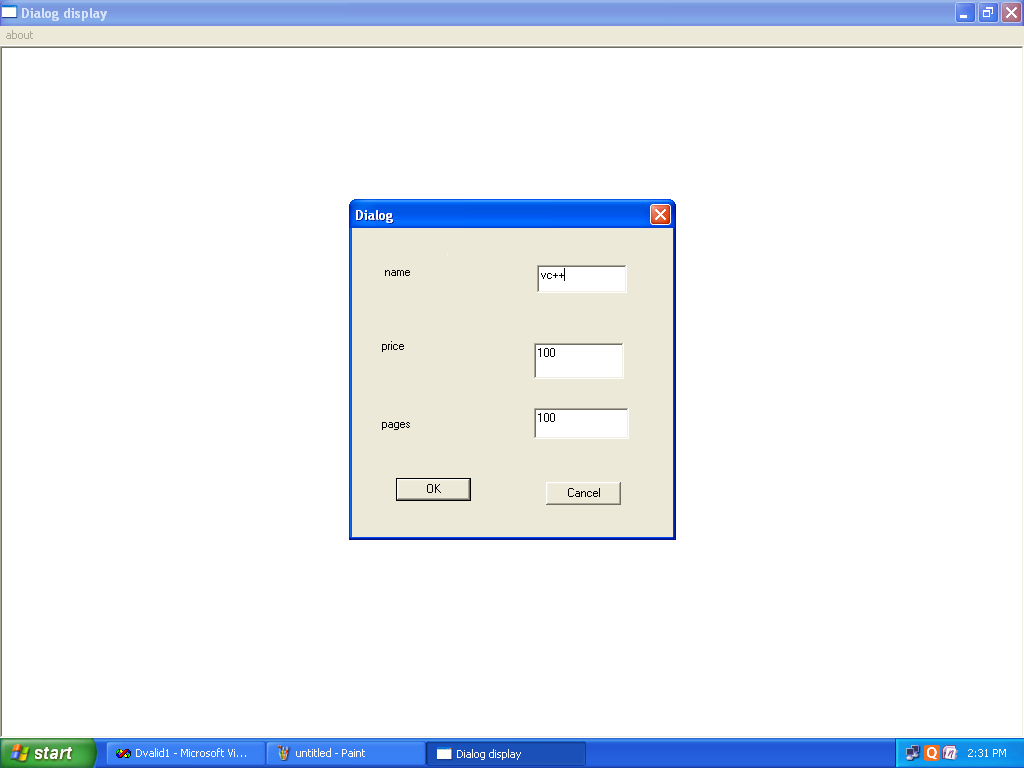 Dialog display
about
Dialog
name
vc++
price
100
pages
100
OK
Cancel
start
Dvalid1 - Microsoft Vi...
untitled - Paint
Dialog display
2:31 PM